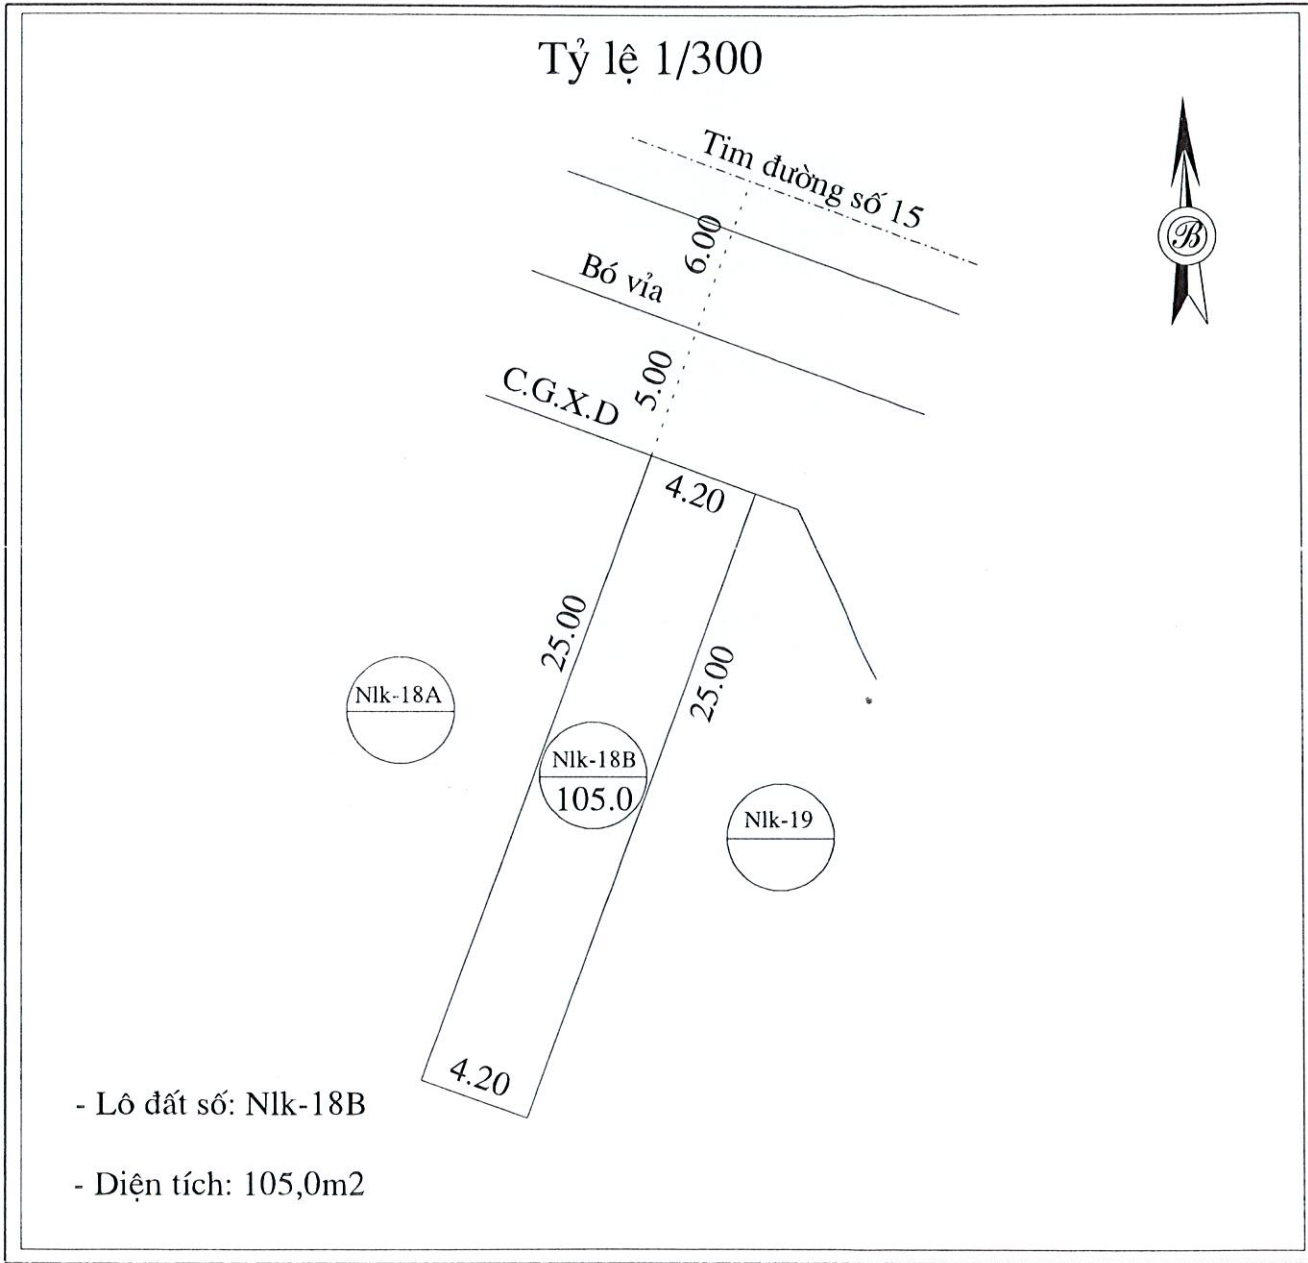 Tỷ lệ 1/300
Tim đường số 15
6.00
Bó vỉa
5.00
C.G.X.D
4.20
25.00
25.00
Nlk-18A
Nlk-18B
105.0
Nlk-19
4.20
- Lô đất số: Nlk-18B
- Diện tích: 105,0m2
B